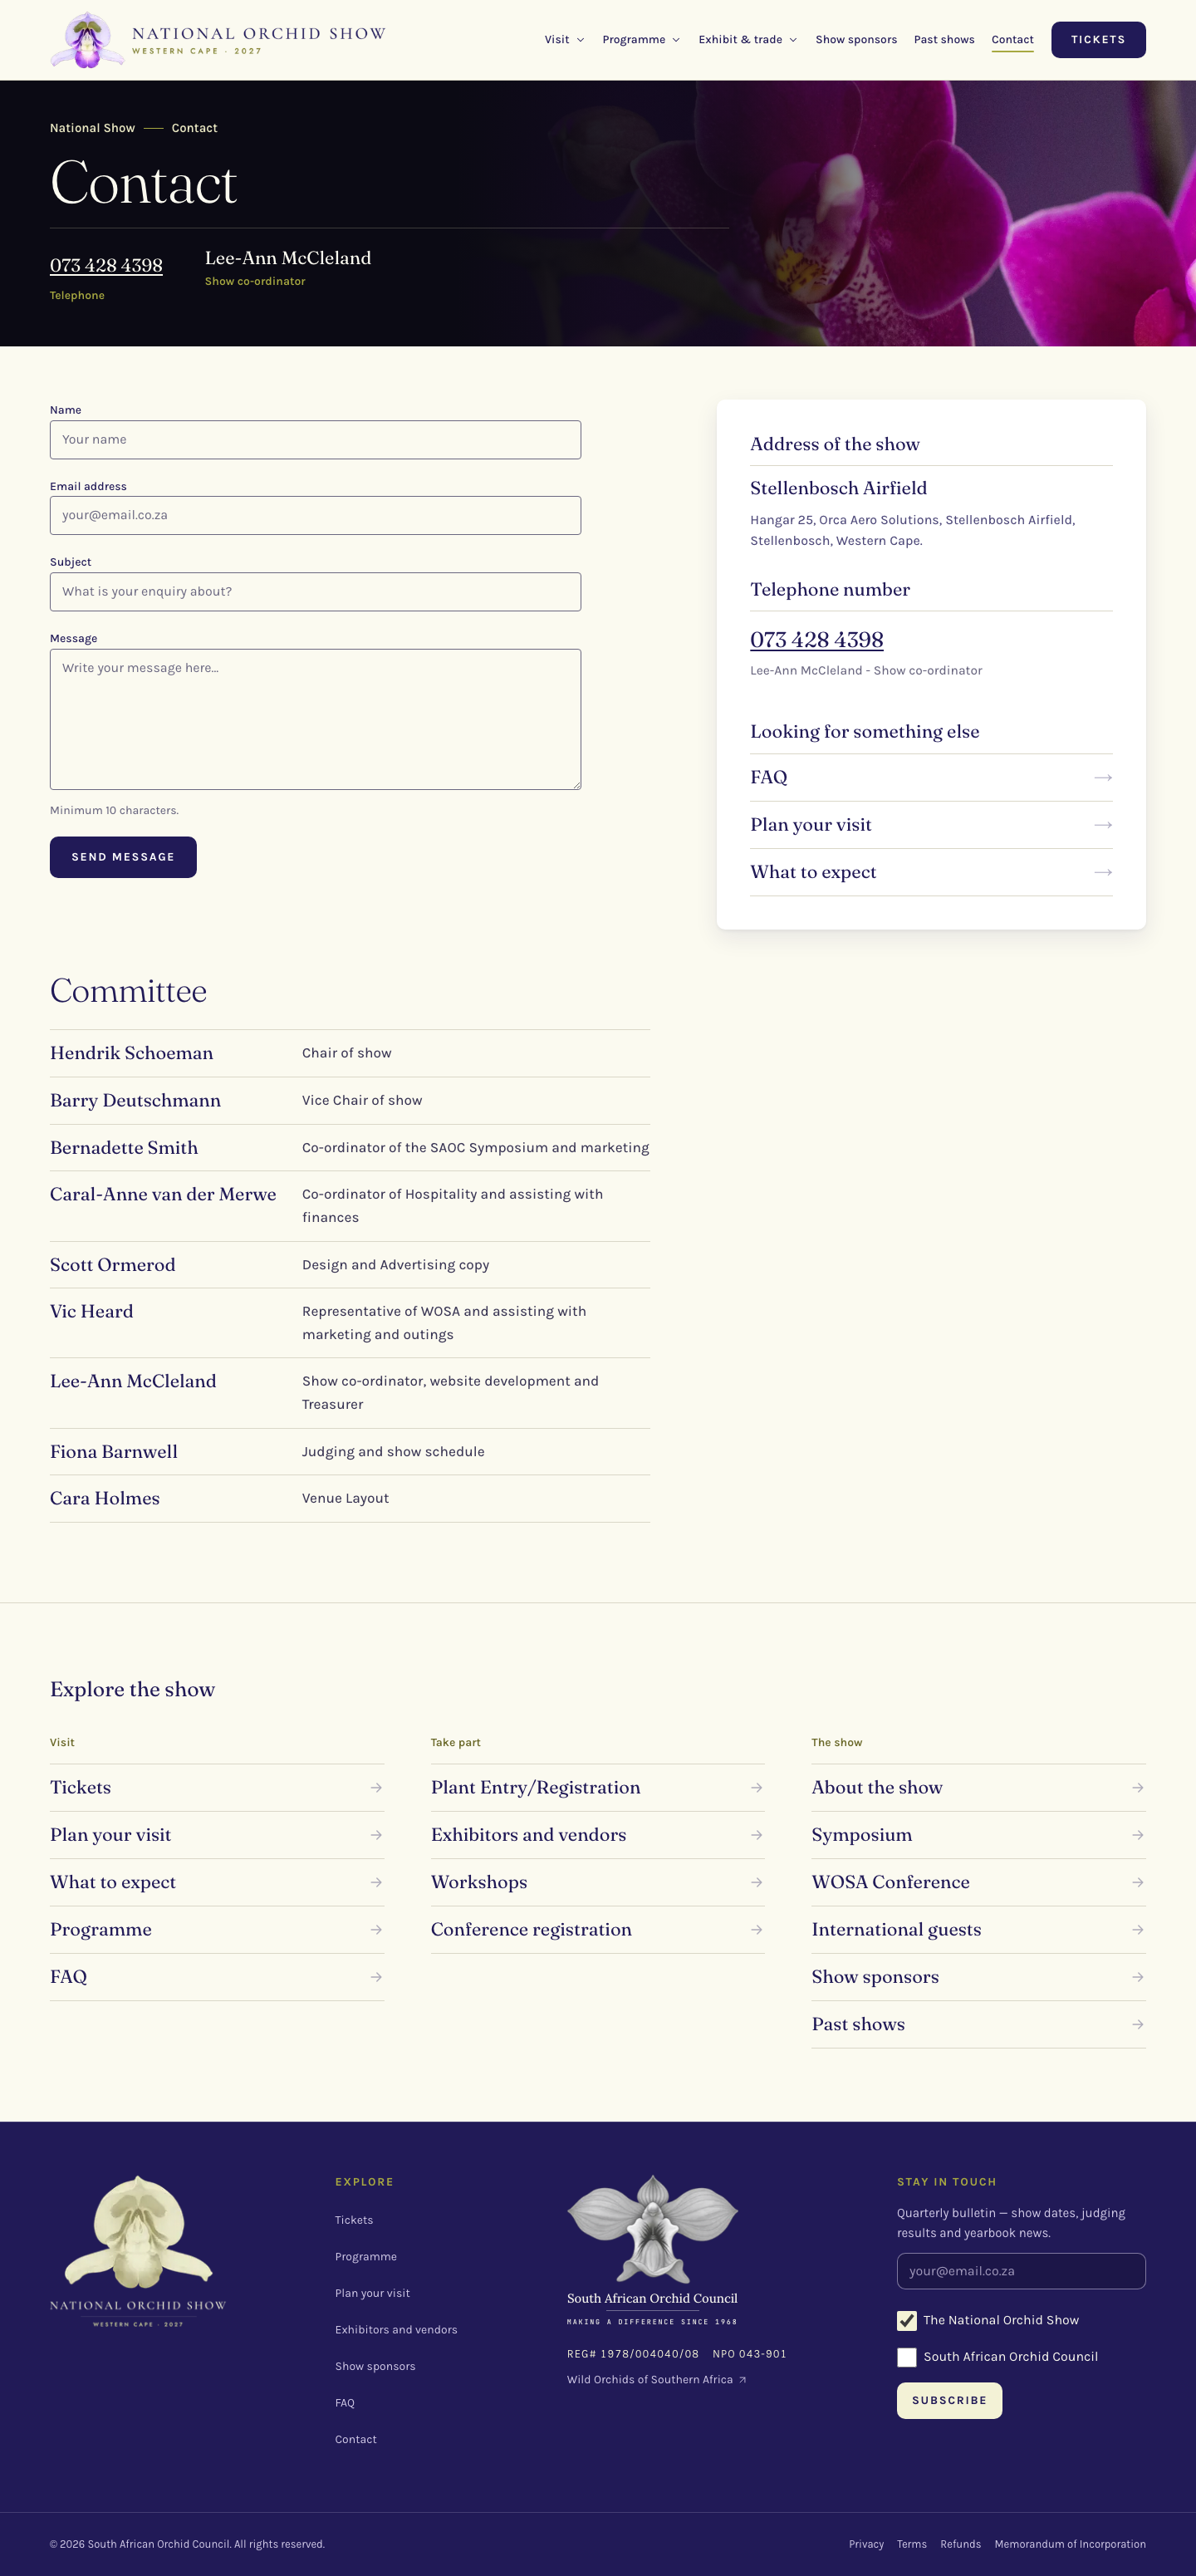 NATIONAL ORCHID SHOW
WESTERN CAPE · 2027
Visit Programme Exhibit & trade Show sponsors Past shows Contact TICKETS
National Show — Contact
Contact
073 428 4398
Telephone
Lee-Ann McCleland
Show co-ordinator
Name
Your name
Email address
your@email.co.za
Subject
What is your enquiry about?
Message
Write your message here...
Minimum 10 characters.
SEND MESSAGE
Address of the show
Stellenbosch Airfield
Hangar 25, Orca Aero Solutions, Stellenbosch Airfield,
Stellenbosch, Western Cape.
Telephone number
073 428 4398
Lee-Ann McCleland - Show co-ordinator
Looking for something else
FAQ
Plan your visit
What to expect
Committee
Hendrik Schoeman Chair of show
Barry Deutschmann Vice Chair of show
Bernadette Smith Co-ordinator of the SAOC Symposium and marketing
Caral-Anne van der Merwe Co-ordinator of Hospitality and assisting with
finances
Scott Ormerod Design and Advertising copy
Vic Heard Representative of WOSA and assisting with
marketing and outings
Lee-Ann McCleland Show co-ordinator, website development and
Treasurer
Fiona Barnwell Judging and show schedule
Cara Holmes Venue Layout
Explore the show
Visit
Tickets
Plan your visit
What to expect
Programme
FAQ
Take part
Plant Entry/Registration
Exhibitors and vendors
Workshops
Conference registration
The show
About the show
Symposium
WOSA Conference
International guests
Show sponsors
Past shows
NATIONAL ORCHID SHOW
WESTERN CAPE · 2027
EXPLORE
Tickets
Programme
Plan your visit
Exhibitors and vendors
Show sponsors
FAQ
Contact
South African Orchid Council
MAKING A DIFFERENCE SINCE 1968
REG# 1978/004040/08 NPO 043-901
Wild Orchids of Southern Africa ↗
STAY IN TOUCH
Quarterly bulletin — show dates, judging
results and yearbook news.
your@email.co.za
The National Orchid Show
South African Orchid Council
SUBSCRIBE
© 2026 South African Orchid Council. All rights reserved.
Privacy Terms Refunds Memorandum of Incorporation